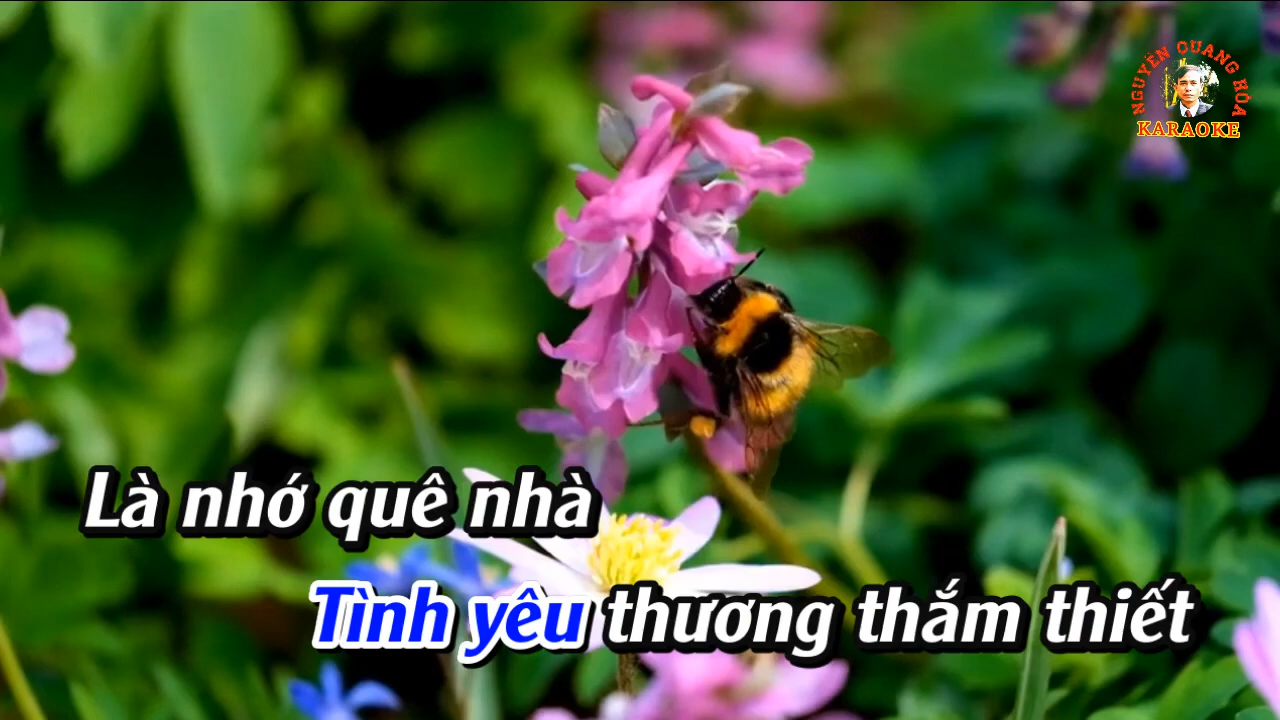 NGUYỄN QUANG HÒA
KARAOKE
Là nhớ quê nhà
Tình yêu thương thắm thiết